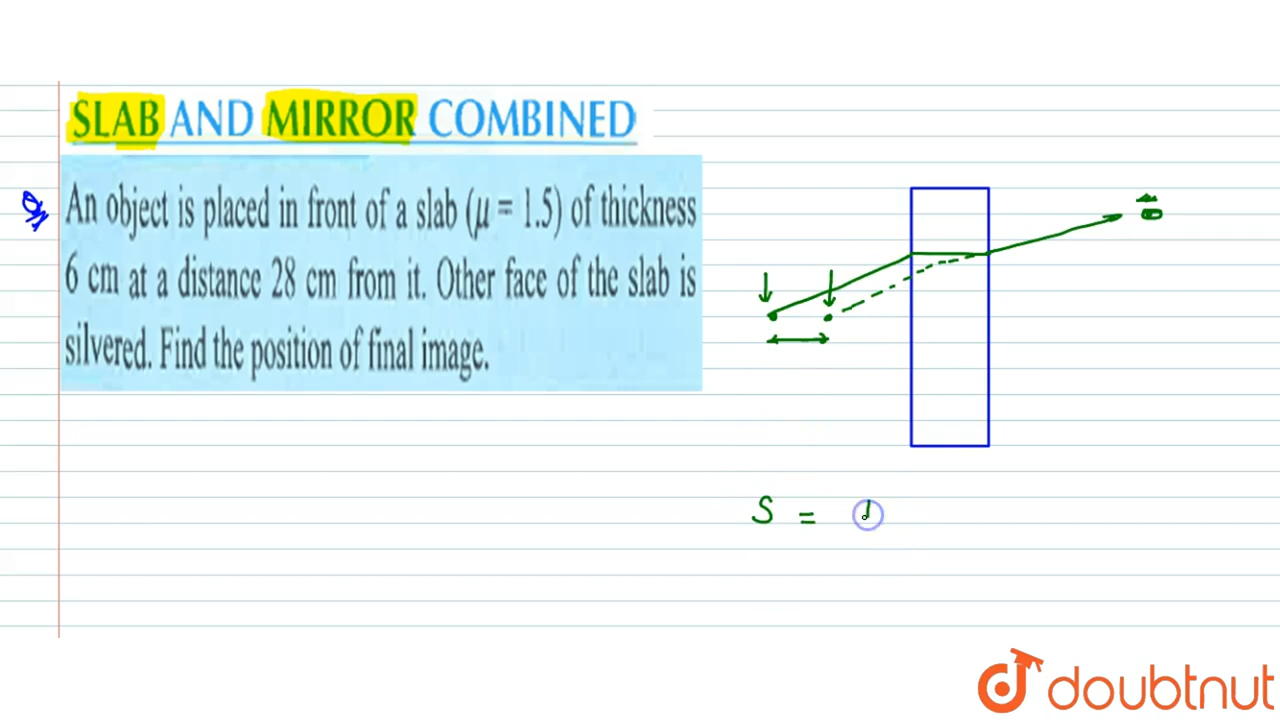 SLAB AND MIRROR COMBINED
An object is placed in front of a slab (μ = 1.5) of thickness
6 cm at a distance 28 cm from it. Other face of the slab is
silvered. Find the position of final image.
S =
doubtnut